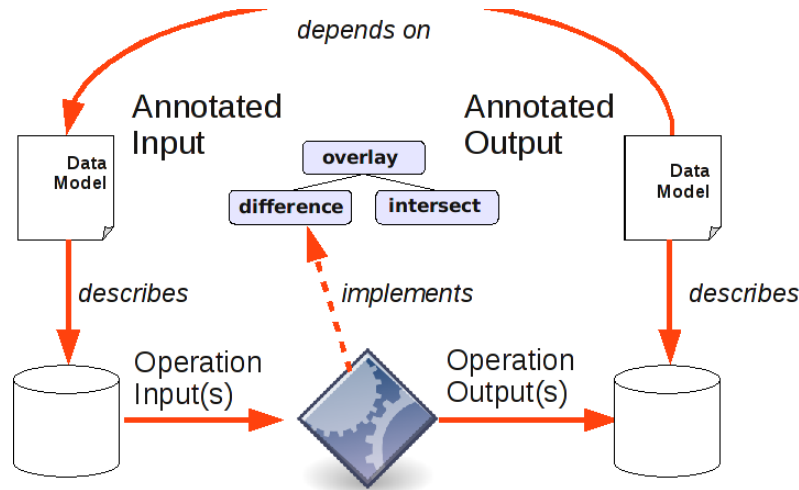 depends on
Annotated
Input
Annotated
Output
Data
Model
overlay
difference
intersect
Data
Model
describes
implements
describes
Operation
Input(s)
Operation
Output(s)